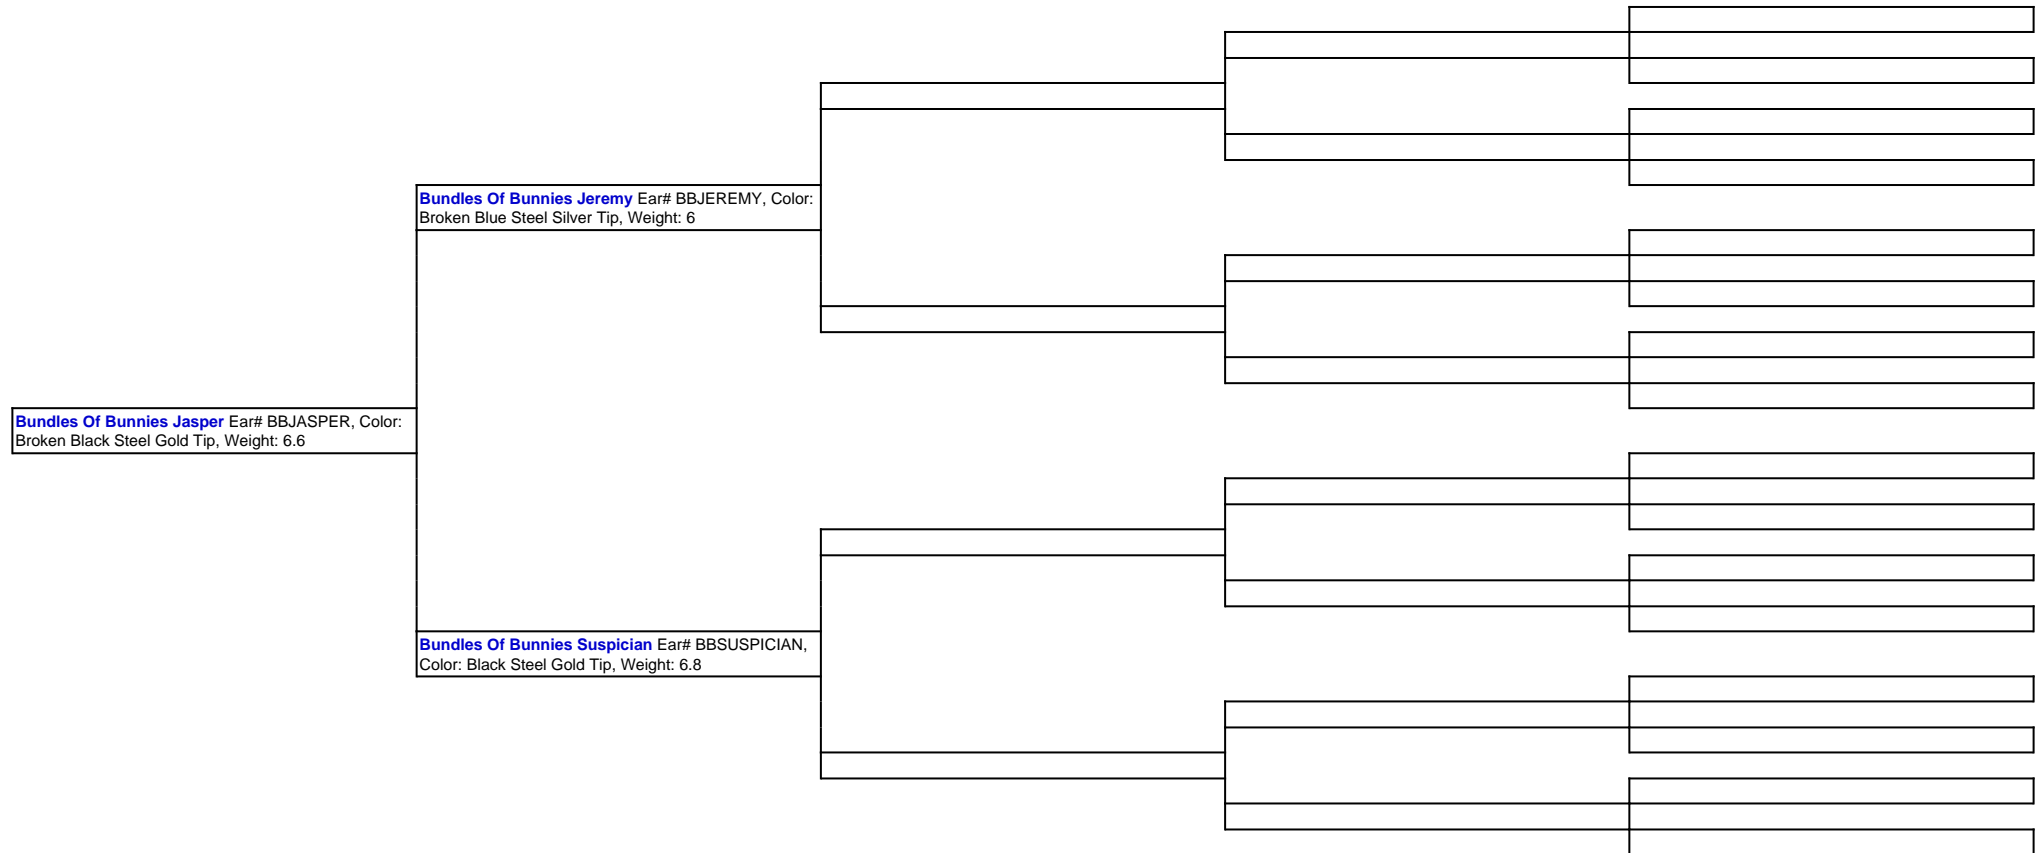 Bundles Of Bunnies Jeremy Ear# BBJEREMY, Color:
Broken Blue Steel Silver Tip, Weight: 6
Bundles Of Bunnies Jasper Ear# BBJASPER, Color:
Broken Black Steel Gold Tip, Weight: 6.6
Bundles Of Bunnies Suspician Ear# BBSUSPICIAN,
Color: Black Steel Gold Tip, Weight: 6.8